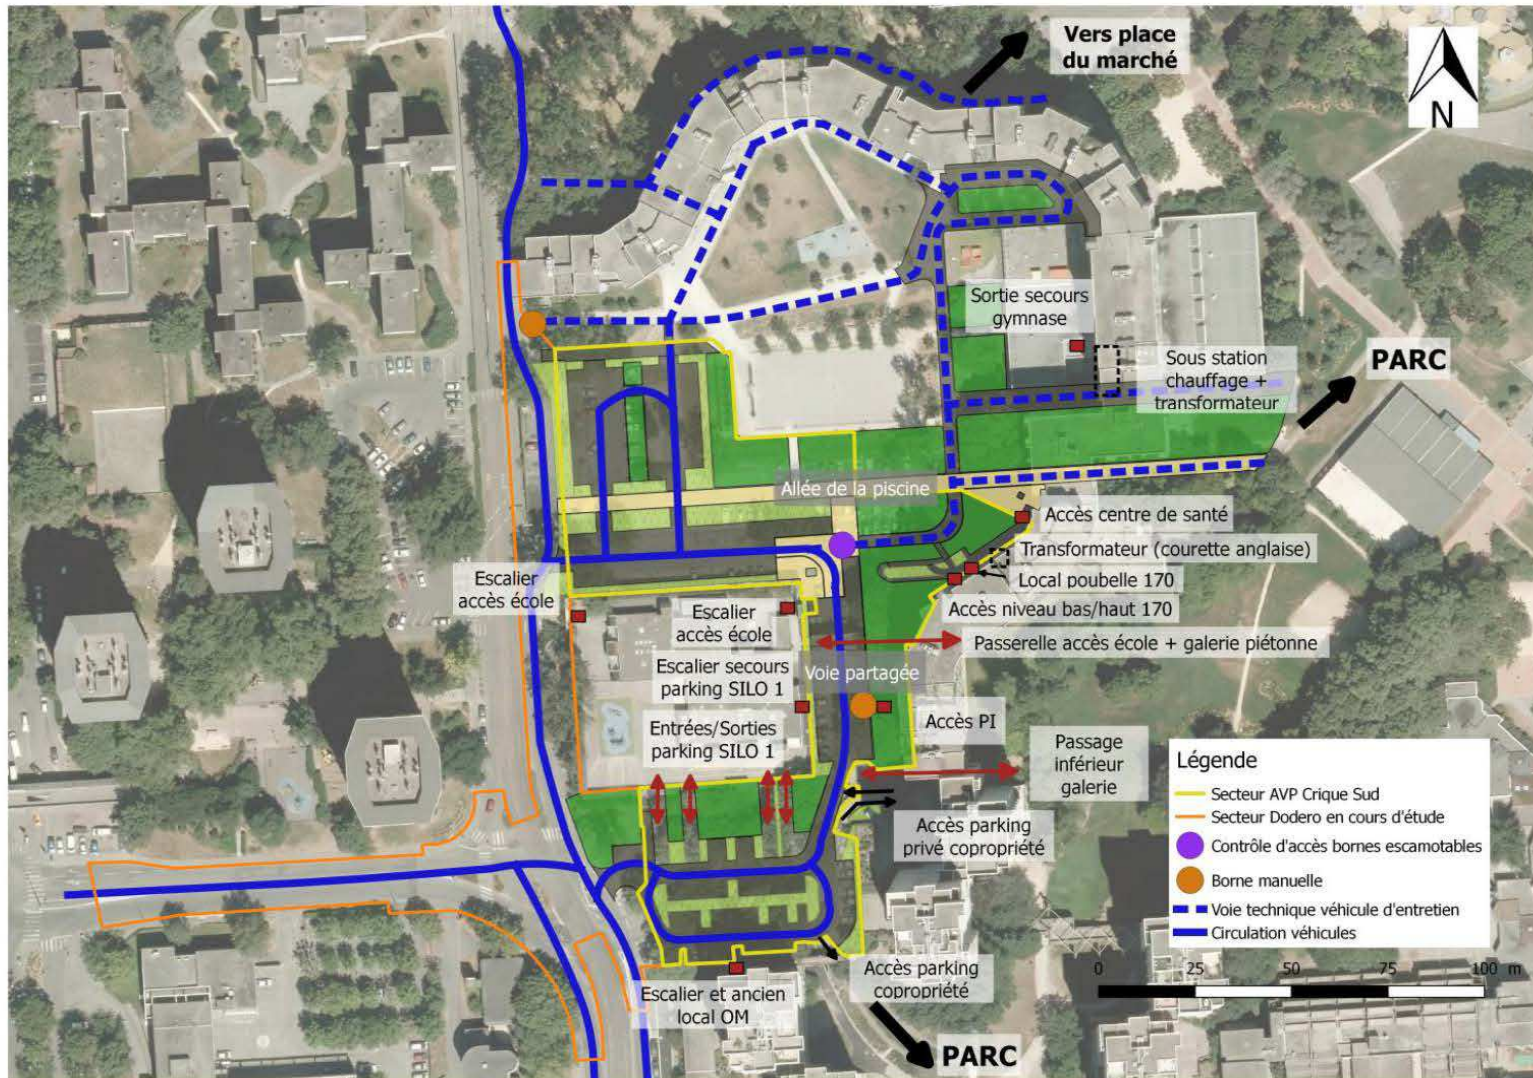 Vers place
du marché
N
Sortie secours
gymnase
Sous station
chauffage +
transformateur
PARC
Allée de la piscine
Accès centre de santé
Transformateur (courette anglaise)
Local poubelle 170
Accès niveau bas/haut 170
Escalier
accès école
Escalier
accès école
Passerelle accès école + galerie piétonne
Voie partagée
Escalier secours
parking SILO 1
Accès PI
Entrées/Sorties
parking SILO 1
Passage
inférieur
galerie
Accès parking
privé copropriété
Légende
Secteur AVP Crique Sud
Secteur Dodero en cours d'étude
Contrôle d'accès bornes escamotables
Borne manuelle
Voie technique véhicule d'entretien
Circulation véhicules
0 25 50 75 100 m
Accès parking
copropriété
Escalier et ancien
local OM
PARC